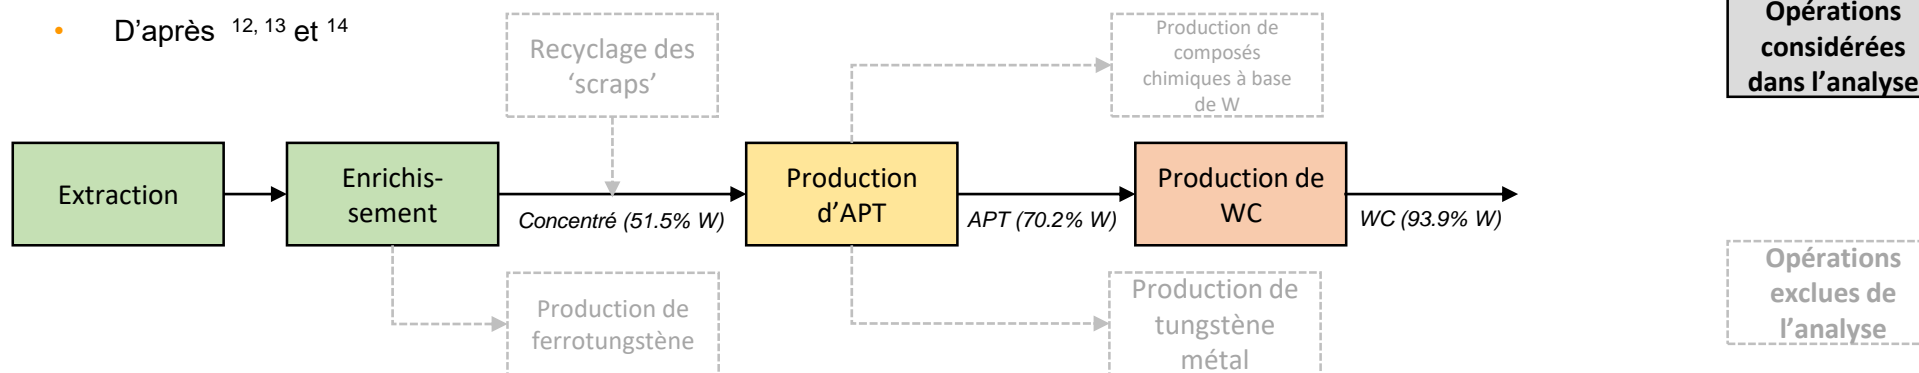 • D’après 12, 13 et 14
Recyclage des
‘scraps’
Production de
composés
chimiques à base
de W
Opérations
considérées
dans l’analyse
Extraction
Enrichis-
sement
Concentré (51.5% W)
Production
d’APT
APT (70.2% W)
Production de
WC
WC (93.9% W)
Production de
ferrotungstène
Production de
tungstène
métal
Opérations
exclues de
l’analyse